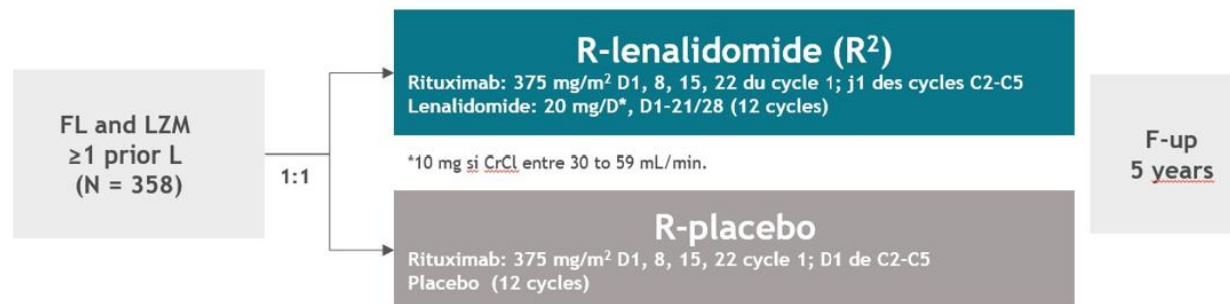 FL and LZM
≥1 prior L
(N = 358)
1:1
R-lenalidomide (R²)
Rituximab: 375 mg/m² D1, 8, 15, 22 du cycle 1; j1 des cycles C2-C5
Lenalidomide: 20 mg/D*, D1-21/28 (12 cycles)
*10 mg si CrCl entre 30 to 59 mL/min.
R-placebo
Rituximab: 375 mg/m² D1, 8, 15, 22 cycle 1; D1 de C2-C5
Placebo (12 cycles)
F-up
5 years